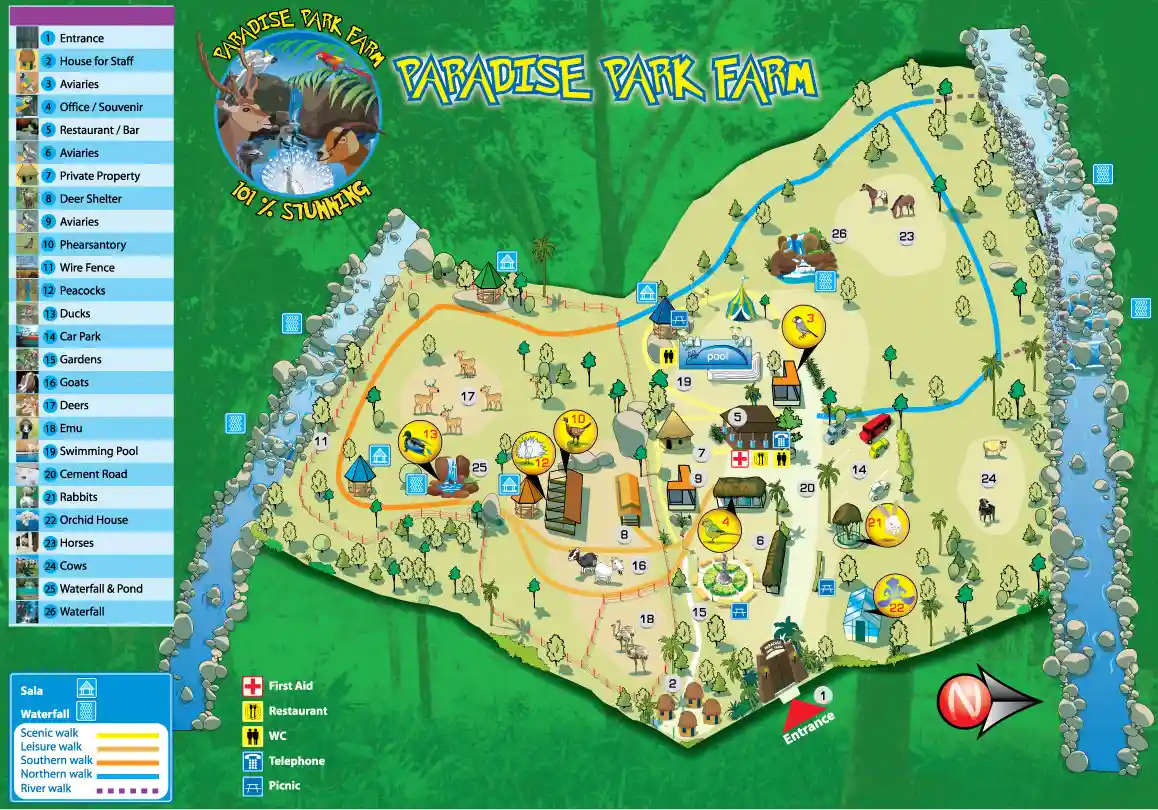 PARADISE PARK FARM
101 % STUNNING
PARADISE PARK FARM
1 Entrance
2 House for Staff
3 Aviaries
4 Office / Souvenir
5 Restaurant / Bar
6 Aviaries
7 Private Property
8 Deer Shelter
9 Aviaries
10 Phearsantory
11 Wire Fence
12 Peacocks
13 Ducks
14 Car Park
15 Gardens
16 Goats
17 Deers
18 Emu
19 Swimming Pool
20 Cement Road
21 Rabbits
22 Orchid House
23 Horses
24 Cows
25 Waterfall & Pond
26 Waterfall
Sala
Waterfall
Scenic walk
Leisure walk
Southern walk
Northern walk
River walk
First Aid
Restaurant
WC
Telephone
Picnic
26
23
3
pool
19
17
5
10
13
11
12
25
7
9
14
24
20
4
21
8
6
16
22
18
15
2
1
Entrance
N